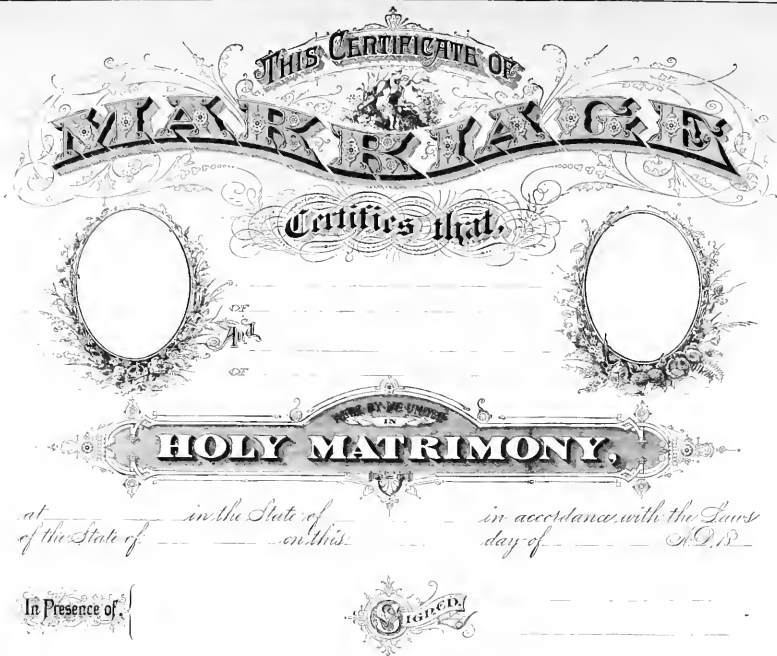 THIS CERTIFICATE OF
MARRIAGE
Certifies that,
OF
And
OF
WERE BY ME UNITED
IN
HOLY MATRIMONY,
at in the State of in accordance with the Laws
of the State of on this day of A.D. 18
In Presence of.
SIGNED.